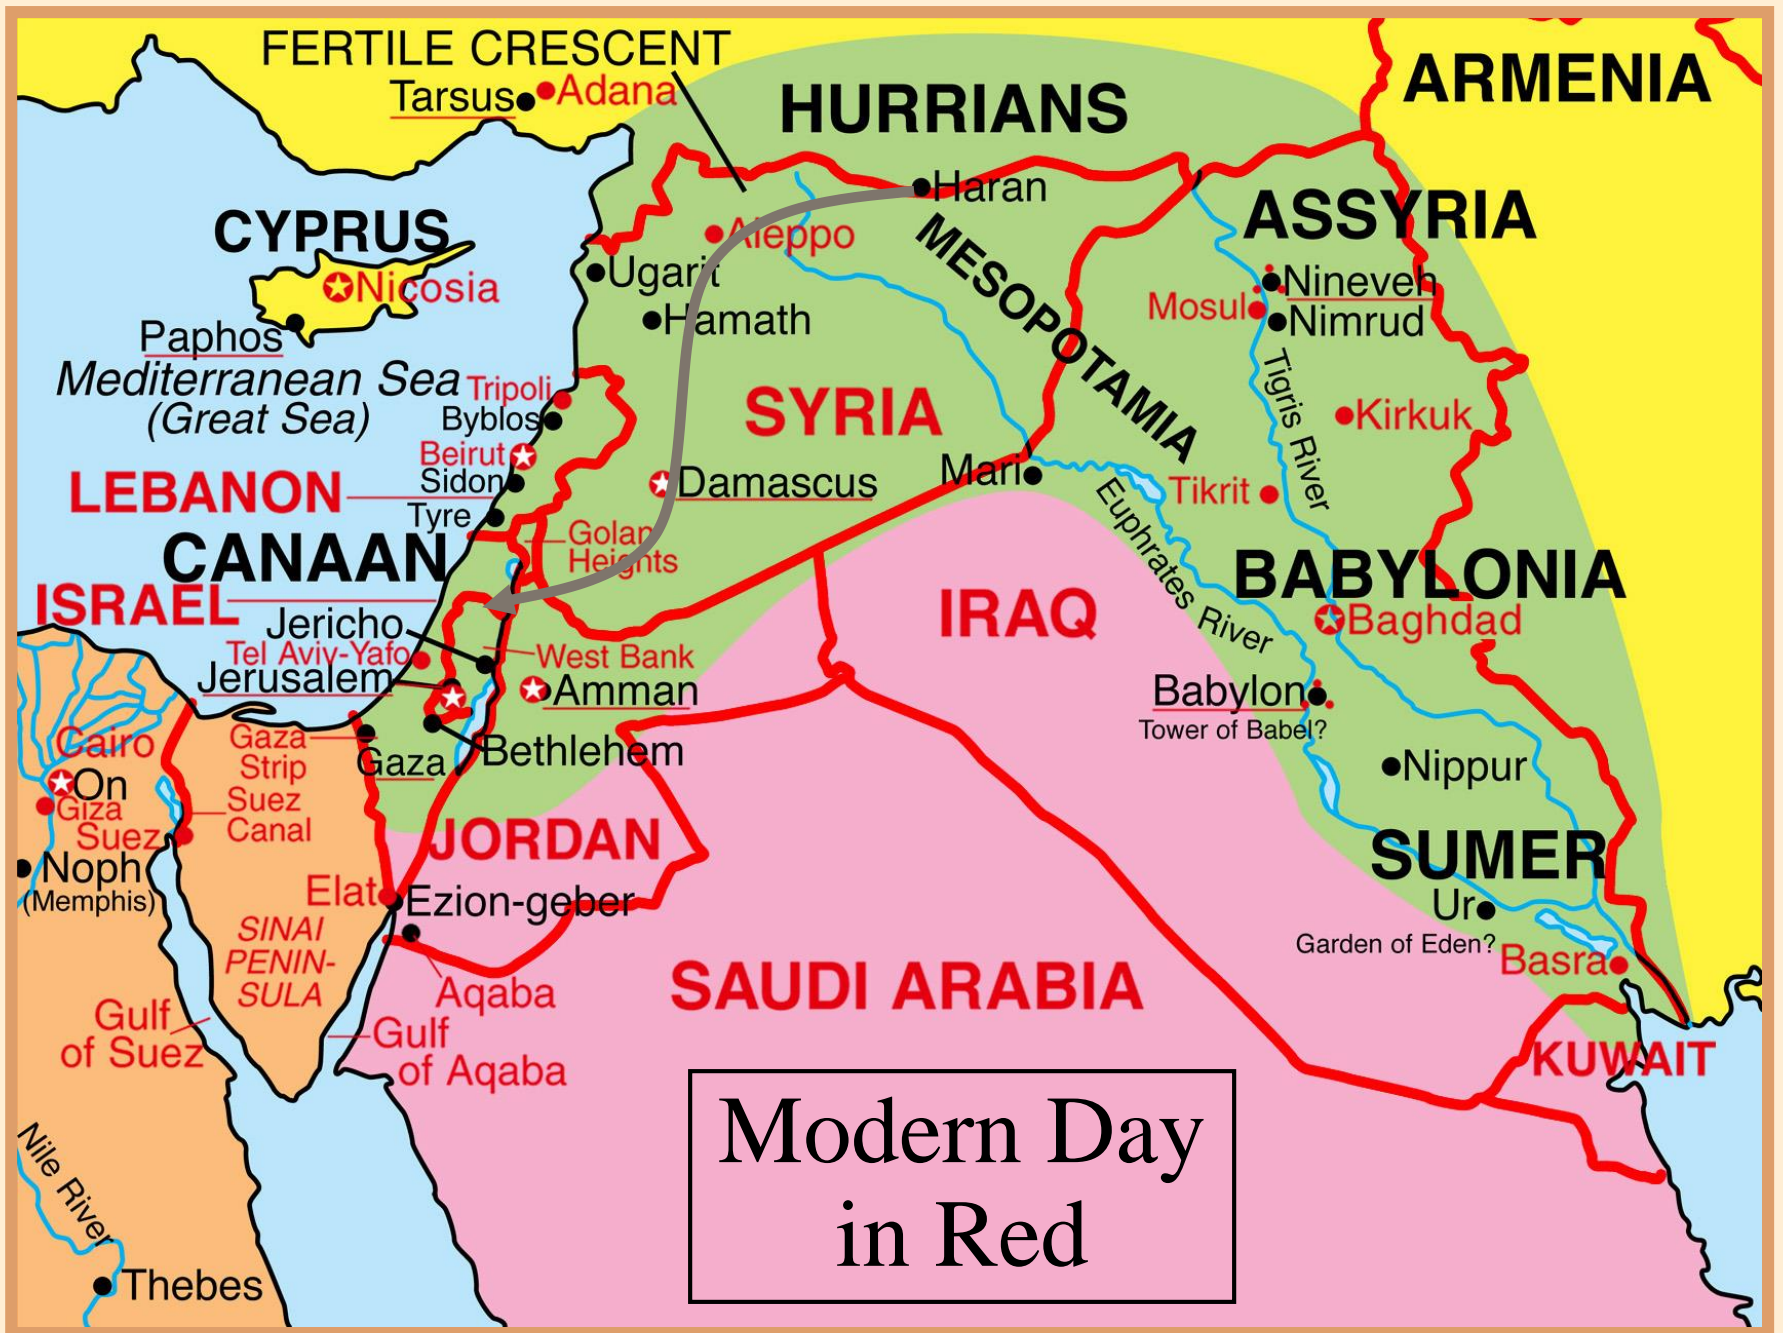 FERTILE CRESCENT
Tarsus
Adana
HURRIANS
ARMENIA
Haran
CYPRUS
Nicosia
Aleppo
Ugarit
MESOPOTAMIA
ASSYRIA
Nineveh
Mosul
Nimrud
Hamath
Paphos
Mediterranean Sea
(Great Sea)
Tripoli
Byblos
Beirut
Sidon
LEBANON
Tyre
SYRIA
Tigris River
Kirkuk
Damascus
Mari
Tikrit
Golan
Heights
CANAAN
ISRAEL
Euphrates River
BABYLONIA
Baghdad
IRAQ
Jericho
Tel Aviv-Yafo
West Bank
Jerusalem
Amman
Babylon
Tower of Babel?
Cairo
On
Giza
Suez
Gaza
Strip
Gaza
Bethlehem
Suez
Canal
Nippur
JORDAN
SUMER
Noph
(Memphis)
Elat
Ezion-geber
Ur
Garden of Eden?
Basra
SINAI
PENIN-
SULA
SAUDI ARABIA
Aqaba
Gulf
of Suez
Gulf
of Aqaba
KUWAIT
Nile River
Thebes
Modern Day
in Red